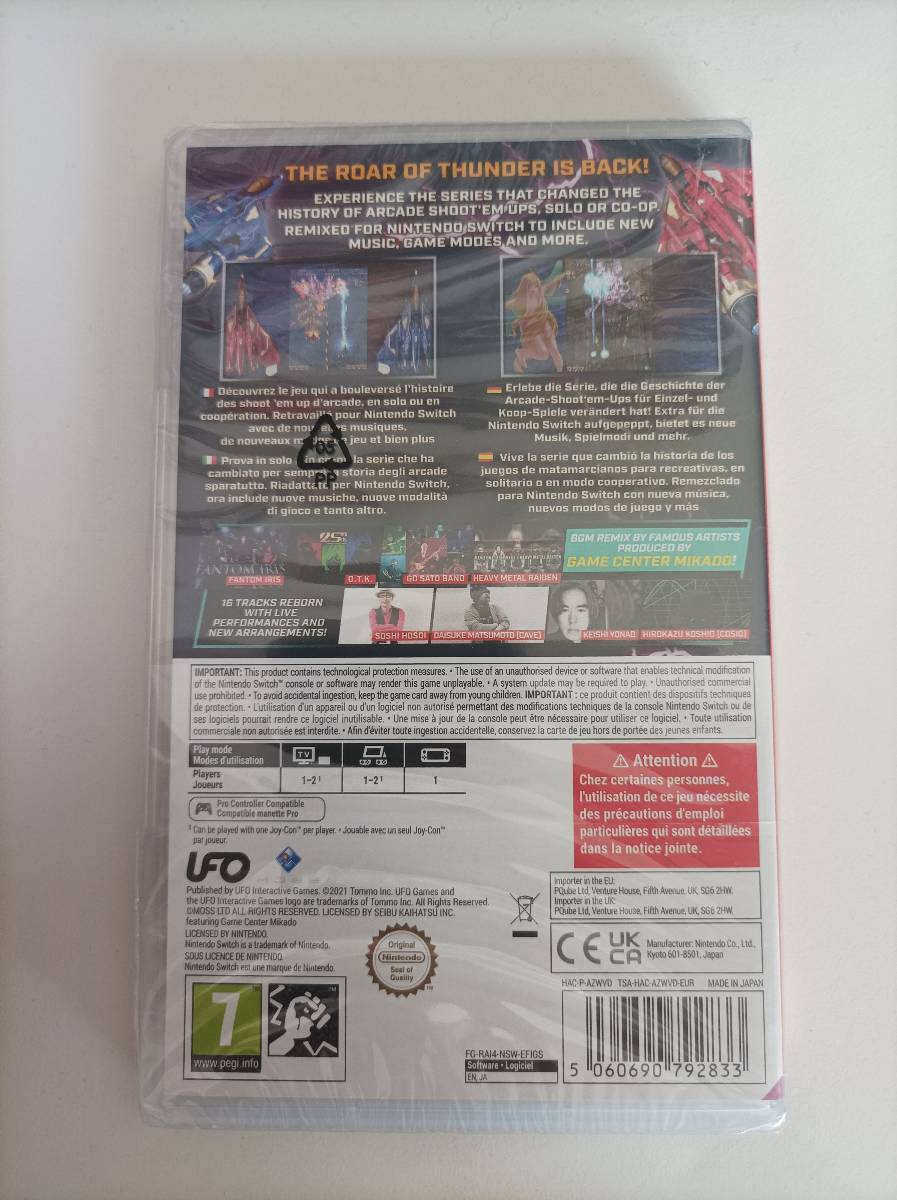 THE ROAR OF THUNDER IS BACK!
EXPERIENCE THE SERIES THAT CHANGED THE
HISTORY OF ARCADE SHOOT'EM UPS, SOLO OR CO-OP
REMIXED FOR NINTENDO SWITCH TO INCLUDE NEW
MUSIC, GAME MODES AND MORE.
Découvrez le jeu qui a bouleversé l'histoire
des shoot 'em up d'arcade, en solo ou en
coopération. Retravaillé pour Nintendo Switch
avec de nouvelles musiques,
de nouveaux modes de jeu et bien plus
Prova in solo o in co-op la serie che ha
cambiato per sempre la storia degli arcade
sparatutto. Riadattata per Nintendo Switch,
ora include nuove musiche, nuove modalità
di gioco e tanto altro.
05
PP
Erlebe die Serie, die die Geschichte der
Arcade-Shoot'em-Ups für Einzel- und
Koop-Spiele verändert hat! Extra für die
Nintendo Switch aufgepeppt, bietet es neue
Musik, Spielmodi und mehr.
Vive la serie que cambió la historia de los
juegos de matamarcianos para recreativas, en
solitario o en modo cooperativo. Remezclado
para Nintendo Switch con nueva música,
nuevos modos de juego y más
FANTOM IRIS
FANTOM IRIS
25TH
O.T.K.
GO SATO BAND
HEAVY METAL RAIDEN
BGM REMIX BY FAMOUS ARTISTS
PRODUCED BY
GAME CENTER MIKADO!
16 TRACKS REBORN
WITH LIVE
PERFORMANCES AND
NEW ARRANGEMENTS!
SOSHI HOSOI
DAISUKE MATSUMOTO (CAVE)
KEISHI YONAO
HIROKAZU KOSHIO (COSIO)
IMPORTANT: This product contains technological protection measures. • The use of an unauthorised device or software that enables technical modification
of the Nintendo Switch™ console or software may render this game unplayable. • A system update may be required to play. • Unauthorised commercial
use prohibited. • To avoid accidental ingestion, keep the game card away from young children. IMPORTANT : ce produit contient des dispositifs techniques
de protection. • L'utilisation d'un appareil ou d'un logiciel non autorisé permettant des modifications techniques de la console Nintendo Switch ou de
ses logiciels pourrait rendre ce logiciel inutilisable. • Une mise à jour de la console peut être nécessaire pour utiliser ce logiciel. • Toute utilisation
commerciale non autorisée est interdite. • Afin d'éviter toute ingestion accidentelle, conservez la carte de jeu hors de portée des jeunes enfants.
Play mode
Modes d'utilisation
TV
Players
Joueurs
1-2¹
1-2¹
1
Pro Controller Compatible
Compatible manette Pro
¹ Can be played with one Joy-Con™ per player. • Jouable avec un seul Joy-Con™
par joueur.
Attention
Chez certaines personnes,
l'utilisation de ce jeu nécessite
des précautions d'emploi
particulières qui sont détaillées
dans la notice jointe.
UFO
Published by UFO Interactive Games. ©2021 Tommo Inc. UFO Games and
the UFO Interactive Games logo are trademarks of Tommo Inc. All rights reserved.
©MOSS LTD ALL RIGHTS RESERVED. LICENSED BY SEIBU KAIHATSU INC.
featuring Game Center Mikado
LICENSED BY NINTENDO.
Nintendo Switch is a trademark of Nintendo.
SOUS LICENCE DE NINTENDO.
Nintendo Switch est une marque de Nintendo.
Original
Nintendo
Seal of
Quality
TM
Importer in the EU:
PQube Ltd, Venture House, Fifth Avenue, UK, SG6 2HW.
Importer in the UK:
PQube Ltd, Venture House, Fifth Avenue, UK, SG6 2HW.
CE
UK
CA
Manufacturer: Nintendo Co., Ltd.,
Kyoto 601-8501, Japan
HAC-P-AZWVD TSA-HAC-AZWVD-EUR MADE IN JAPAN
7
www.pegi.info
FG-RAI4-NSW-EFIGS
Software • Logiciel
EN, JA
5 060690 792833